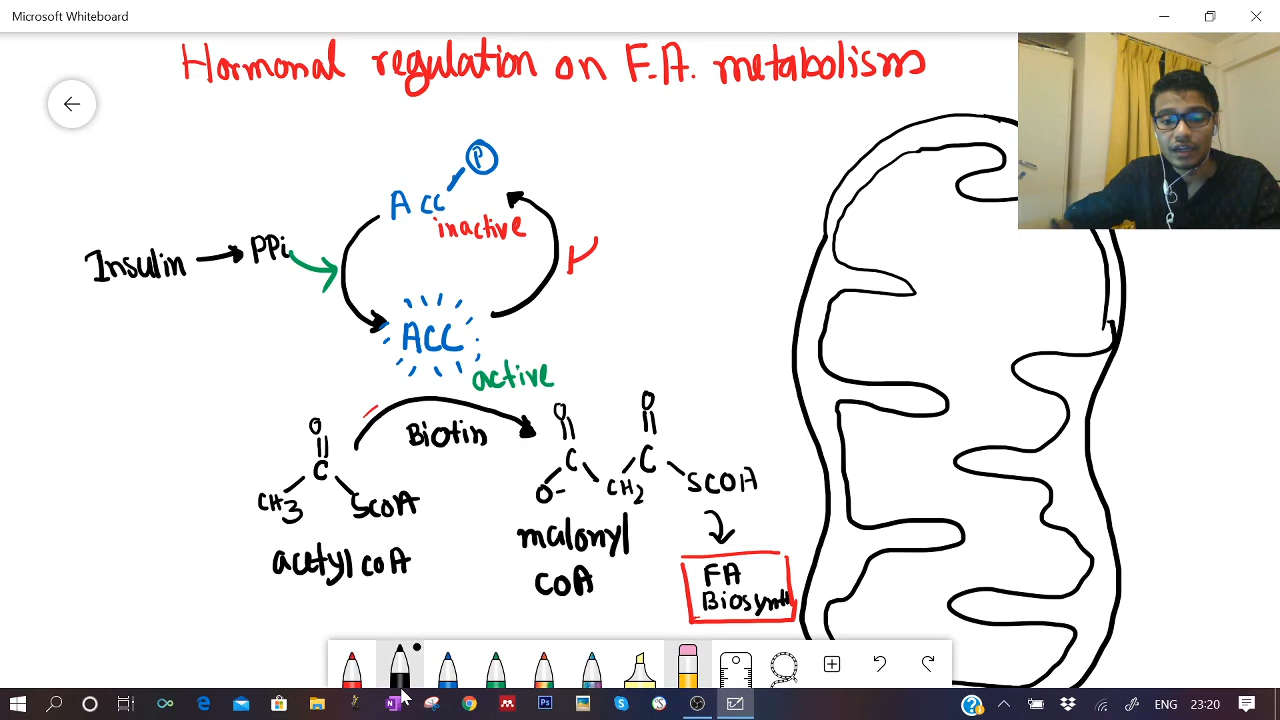 Microsoft Whiteboard
Hormonal regulation on F.A. metabolism
P
Acc
inactive
Insulin → PPi
ACC
active
Biotin
O
C
CH3
SCOA
acetyl coA
O
O
C
C
O-
CH2
SCOA
malonyl
coA
FA
Biosynth
ENG
23:20